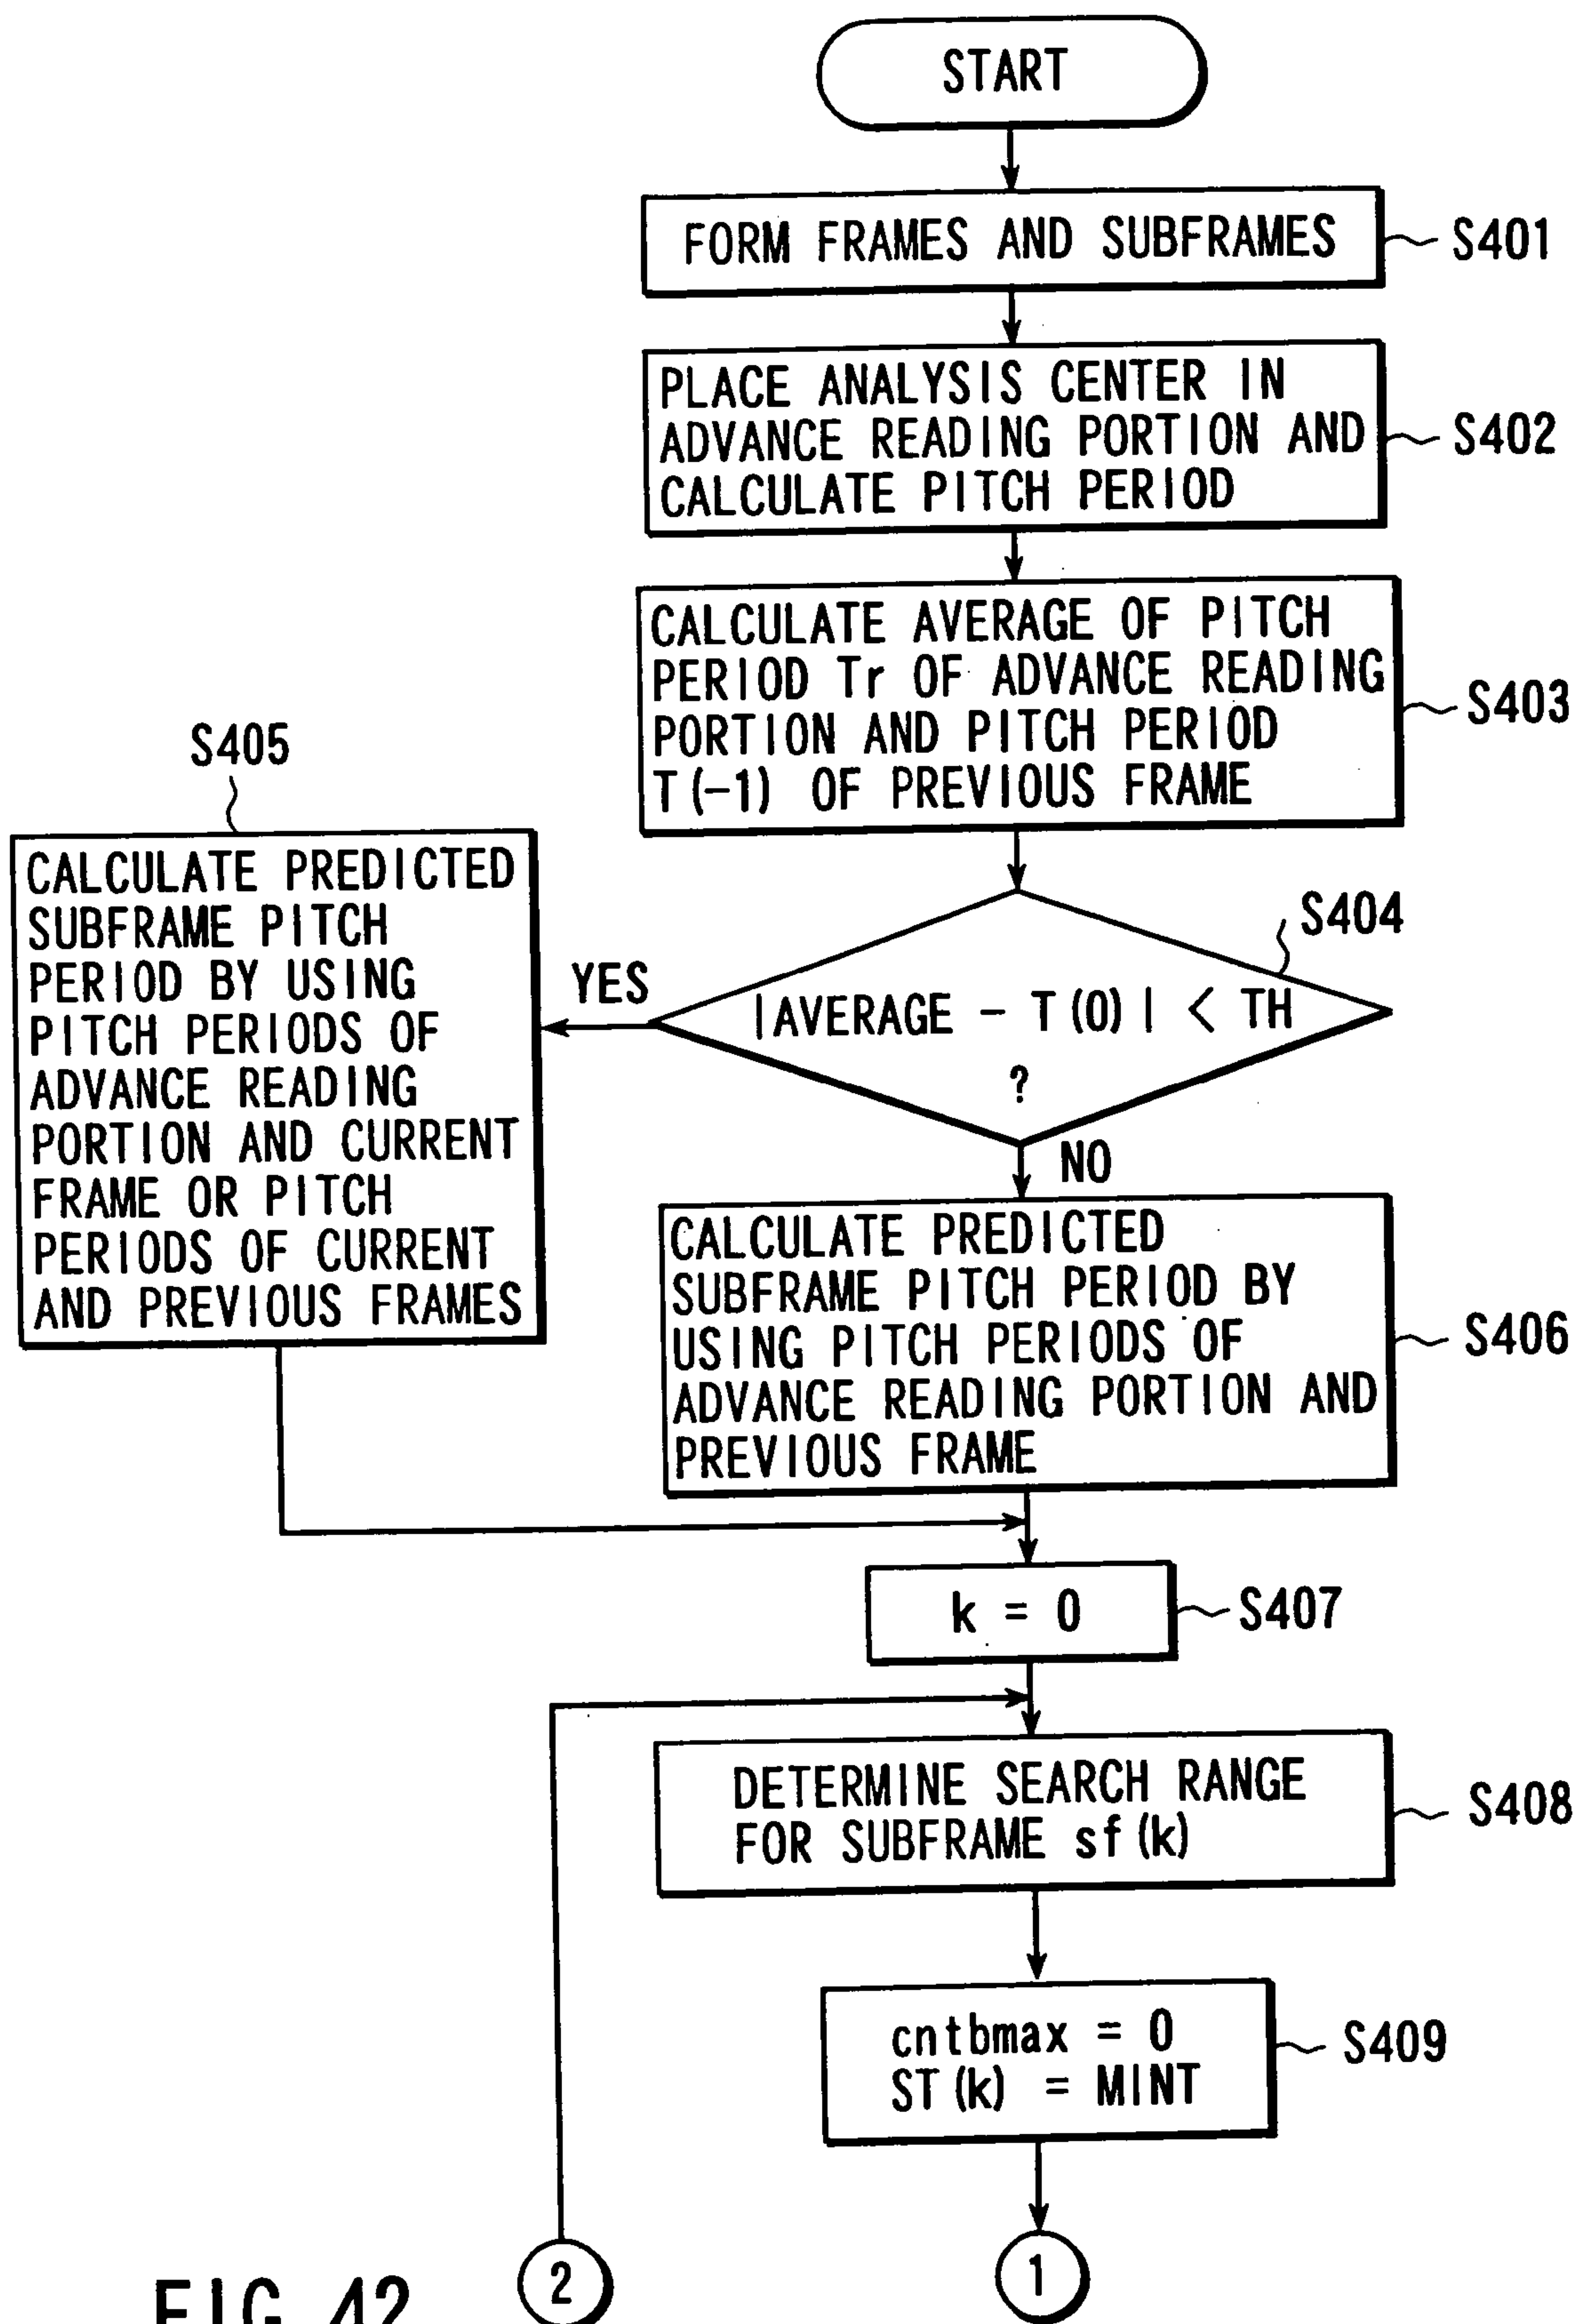 START
FORM FRAMES AND SUBFRAMES
S401
PLACE ANALYSIS CENTER IN
ADVANCE READING PORTION AND
CALCULATE PITCH PERIOD
S402
CALCULATE AVERAGE OF PITCH
PERIOD Tr OF ADVANCE READING
PORTION AND PITCH PERIOD
T(-1) OF PREVIOUS FRAME
S403
S405
CALCULATE PREDICTED
SUBFRAME PITCH
PERIOD BY USING
PITCH PERIODS OF
ADVANCE READING
PORTION AND CURRENT
FRAME OR PITCH
PERIODS OF CURRENT
AND PREVIOUS FRAMES
YES
S404
|AVERAGE - T(0)| < TH
?
NO
CALCULATE PREDICTED
SUBFRAME PITCH PERIOD BY
USING PITCH PERIODS OF
ADVANCE READING PORTION AND
PREVIOUS FRAME
S406
k = 0
S407
DETERMINE SEARCH RANGE
FOR SUBFRAME sf(k)
S408
cntbmax = 0
ST(k) = MINT
S409
2
1
FIG. 42